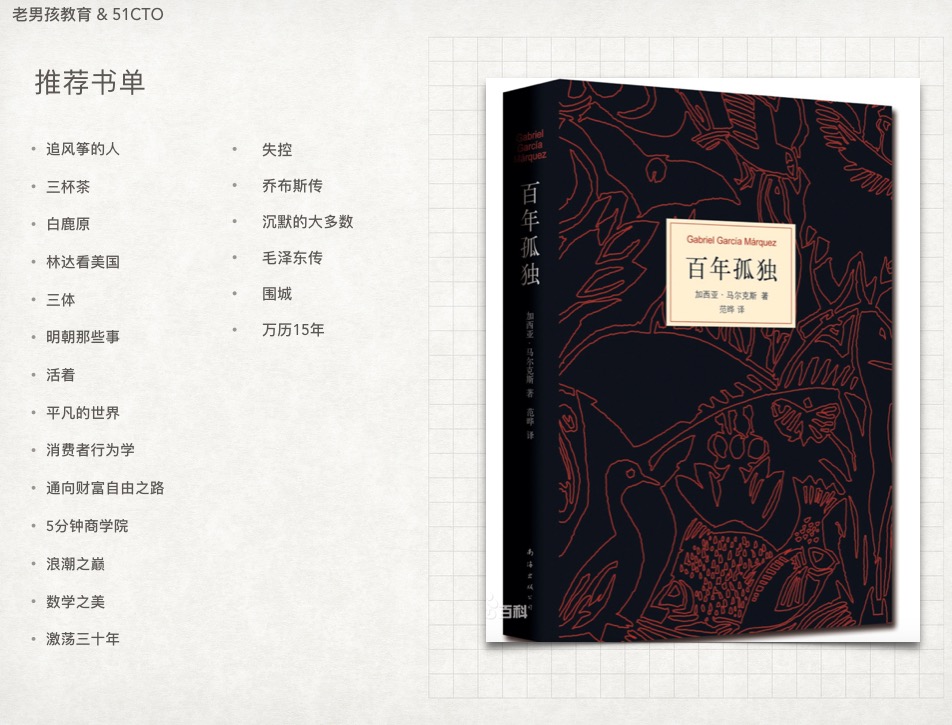 老男孩教育 & 51CTO
推荐书单
• 追风筝的人
• 三杯茶
• 白鹿原
• 林达看美国
• 三体
• 明朝那些事
• 活着
• 平凡的世界
• 消费者行为学
• 通向财富自由之路
• 5分钟商学院
• 浪潮之巅
• 数学之美
• 激荡三十年
• 失控
• 乔布斯传
• 沉默的大多数
• 毛泽东传
• 围城
• 万历15年
Gabriel
García
Márquez
百年孤独
加西亚·马尔克斯 著 范晔 译
南海出版公司
Gabriel García Márquez
百年孤独
加西亚·马尔克斯 著
范晔 译
百科